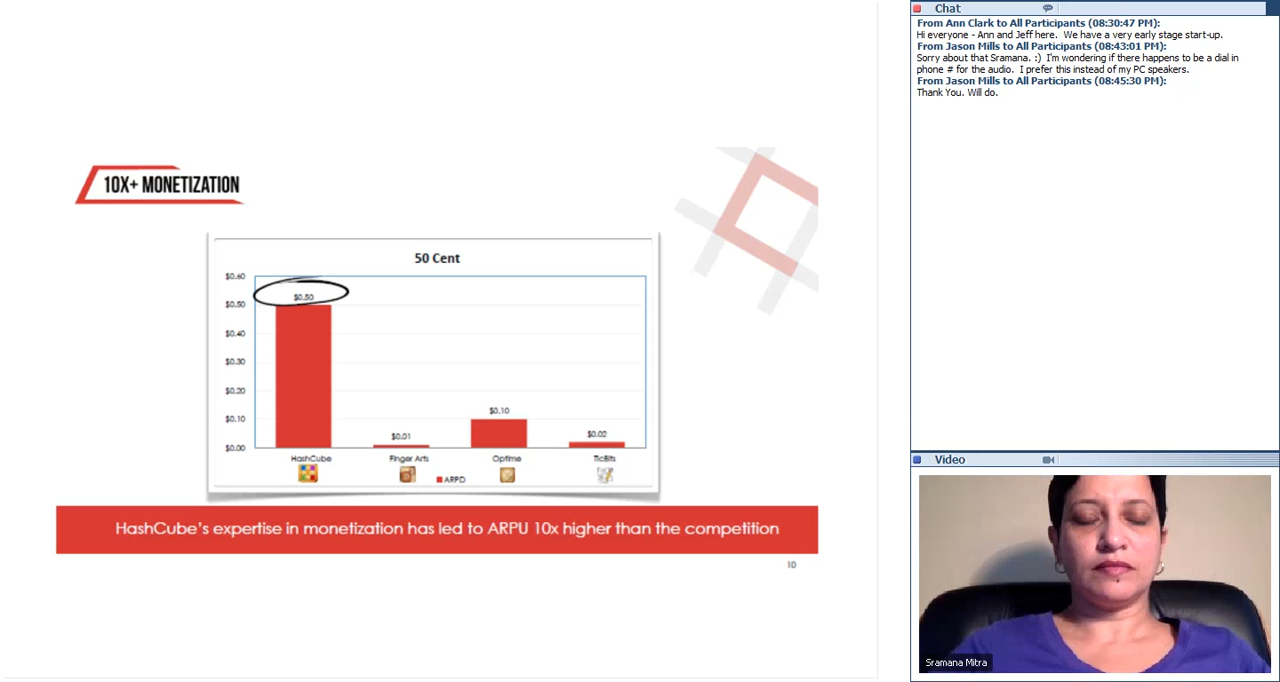 10X+ MONETIZATION
50 Cent
$0.60
$0.50
$0.40
$0.30
$0.20
$0.10
$0.00
$0.50
$0.01
$0.10
$0.02
HashCube
Finger Arts
Optime
TicBits
ARPD
HashCube's expertise in monetization has led to ARPU 10x higher than the competition
10
Chat
From Ann Clark to All Participants (08:30:47 PM):
Hi everyone - Ann and Jeff here. We have a very early stage start-up.
From Jason Mills to All Participants (08:43:01 PM):
Sorry about that Sramana. :) I'm wondering if there happens to be a dial in
phone # for the audio. I prefer this instead of my PC speakers.
From Jason Mills to All Participants (08:45:30 PM):
Thank You. Will do.
Video
Sramana Mitra